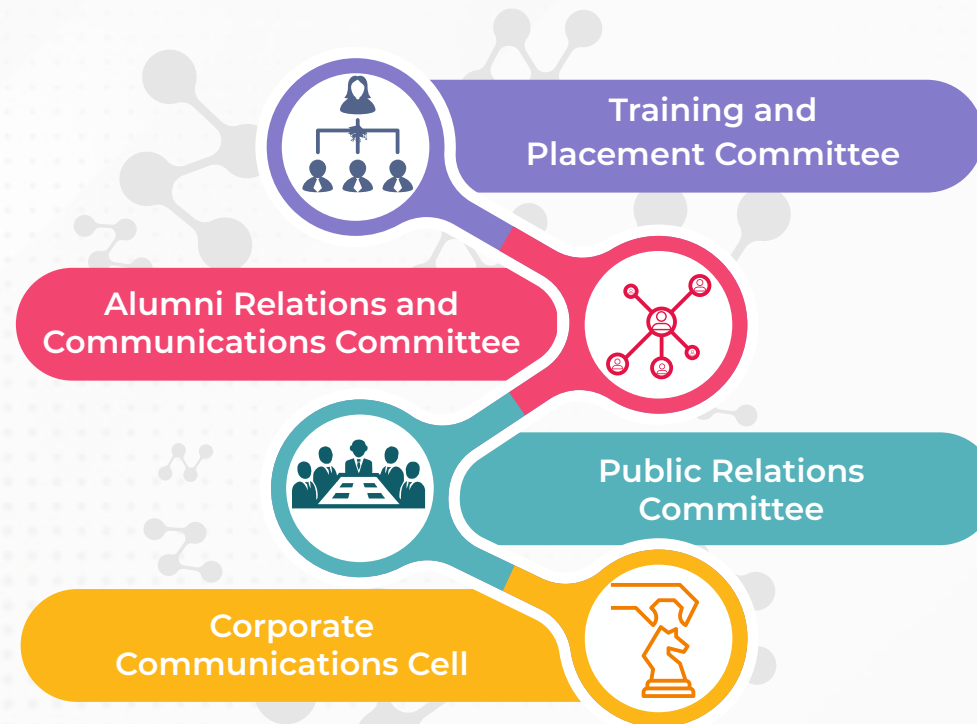 Training and
Placement Committee
Alumni Relations and
Communications Committee
Public Relations
Committee
Corporate
Communications Cell